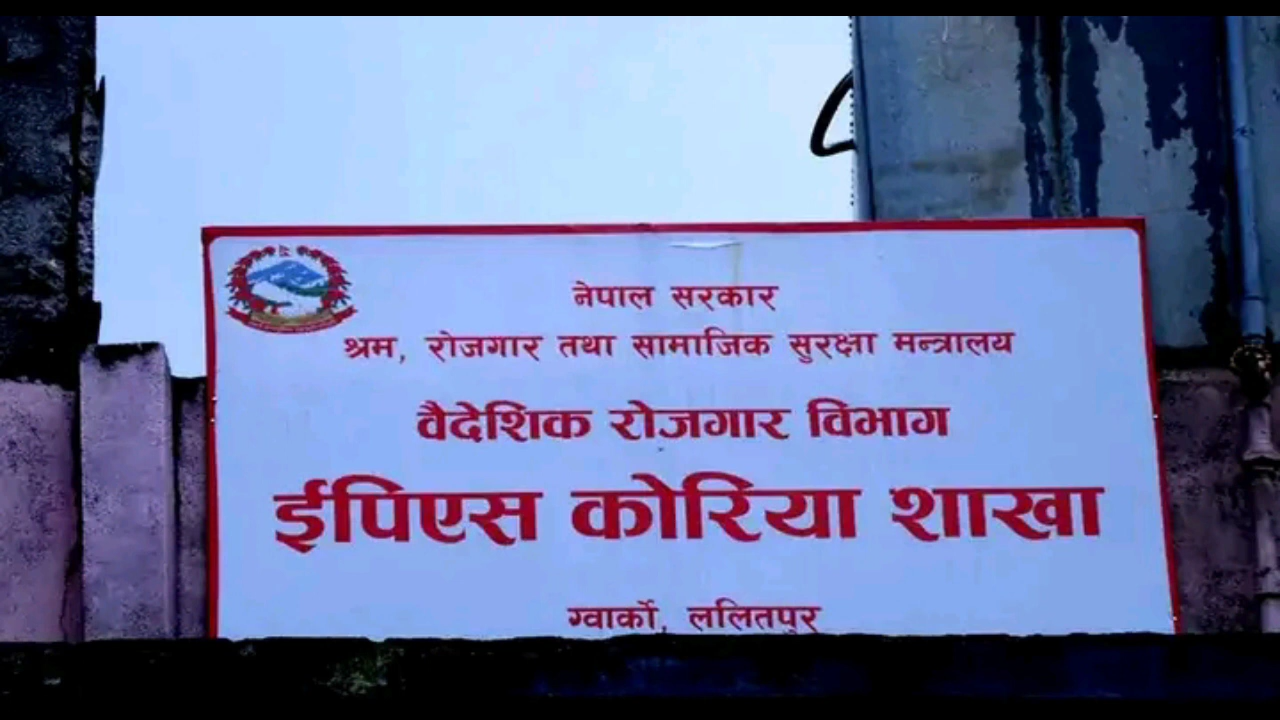 नेपाल सरकार
श्रम, रोजगार तथा सामाजिक सुरक्षा मन्त्रालय
वैदेशिक रोजगार विभाग
ईपिएस कोरिया शाखा
ग्वार्को, ललितपुर